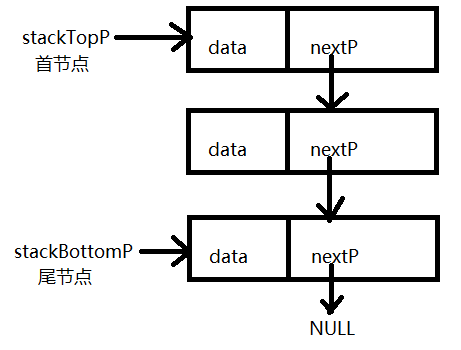 stackTopP
首节点
data nextP
data nextP
stackBottomP
尾节点
data nextP
NULL